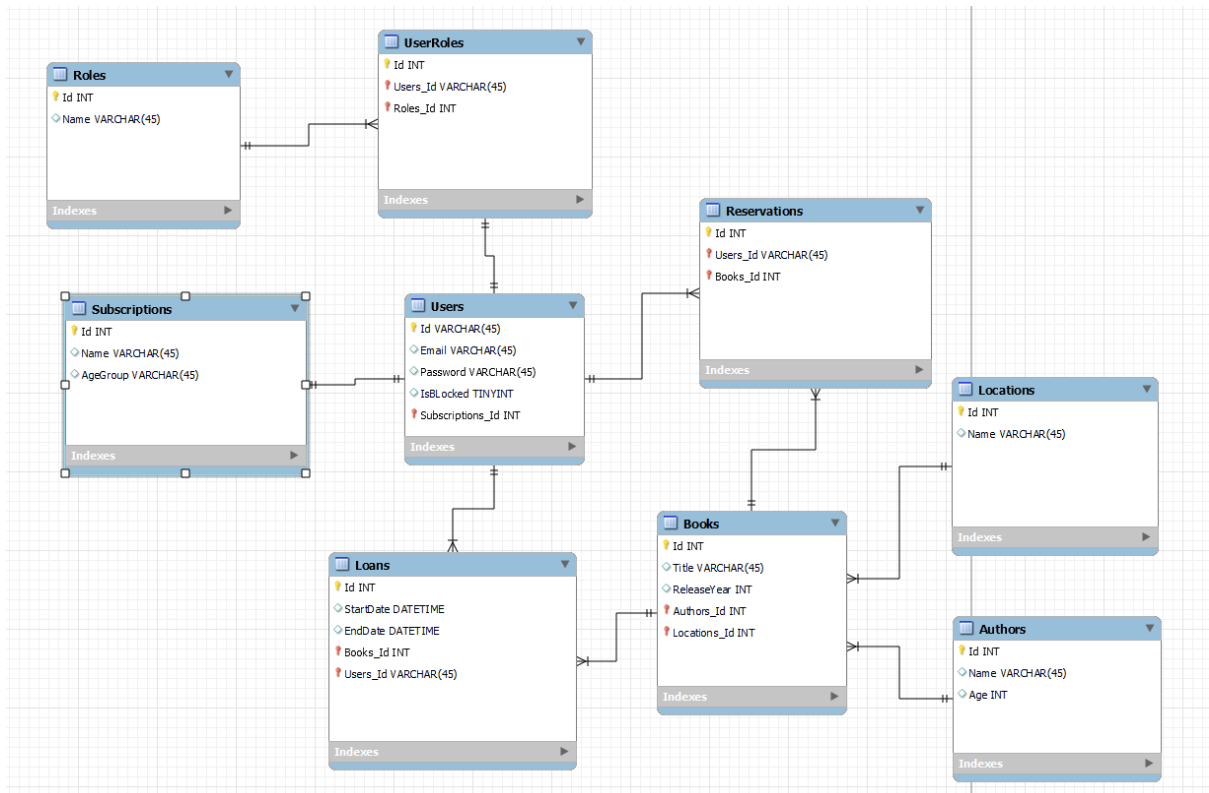 UserRoles
Id INT
Users_Id VARCHAR(45)
Roles_Id INT
Indexes
Roles
Id INT
Name VARCHAR(45)
Indexes
Reservations
Id INT
Users_Id VARCHAR(45)
Books_Id INT
Indexes
Subscriptions
Id INT
Name VARCHAR(45)
AgeGroup VARCHAR(45)
Indexes
Users
Id VARCHAR(45)
Email VARCHAR(45)
Password VARCHAR(45)
IsBLocked TINYINT
Subscriptions_Id INT
Indexes
Locations
Id INT
Name VARCHAR(45)
Indexes
Books
Id INT
Title VARCHAR(45)
ReleaseYear INT
Authors_Id INT
Locations_Id INT
Indexes
Loans
Id INT
StartDate DATETIME
EndDate DATETIME
Books_Id INT
Users_Id VARCHAR(45)
Indexes
Authors
Id INT
Name VARCHAR(45)
Age INT
Indexes